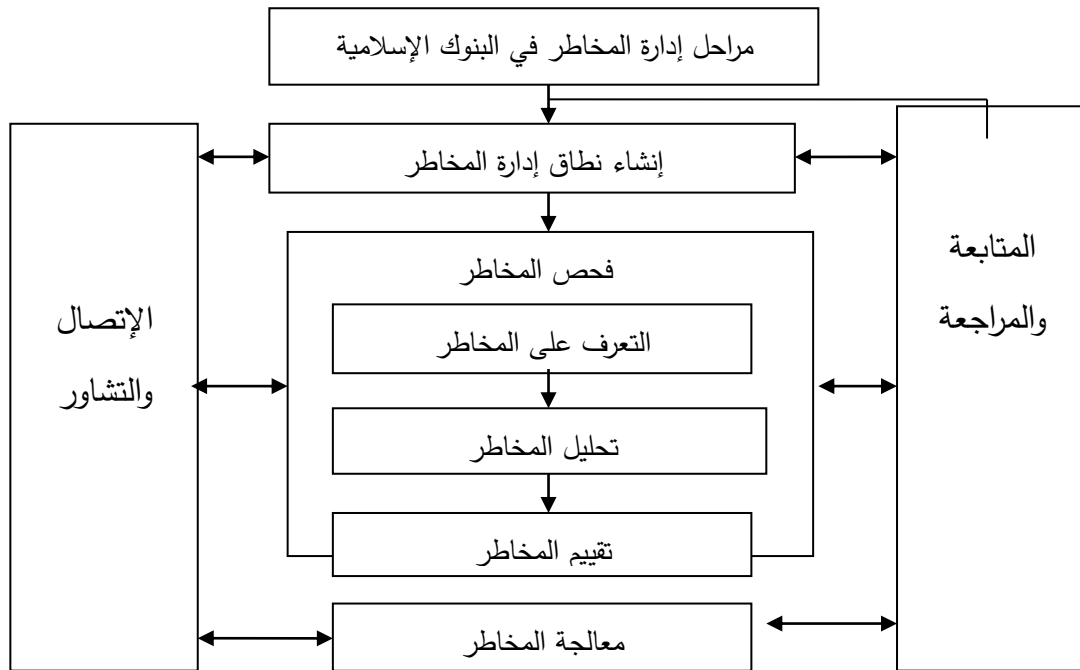 مراحل إدارة المخاطر في البنوك الإسلامية
إنشاء نطاق إدارة المخاطر
المتابعة
والمراجعة
فحص المخاطر
التعرف على المخاطر
تحليل المخاطر
تقييم المخاطر
معالجة المخاطر
الإتصال
والتشاور